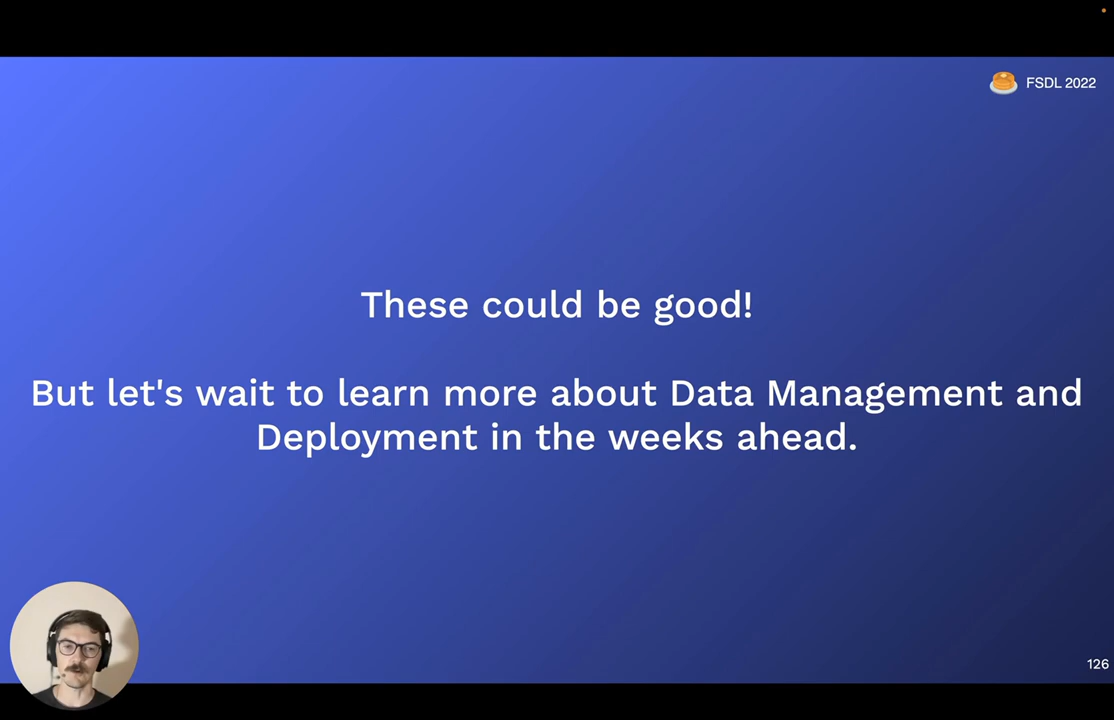 FSDL 2022
These could be good!
But let's wait to learn more about Data Management and
Deployment in the weeks ahead.
126